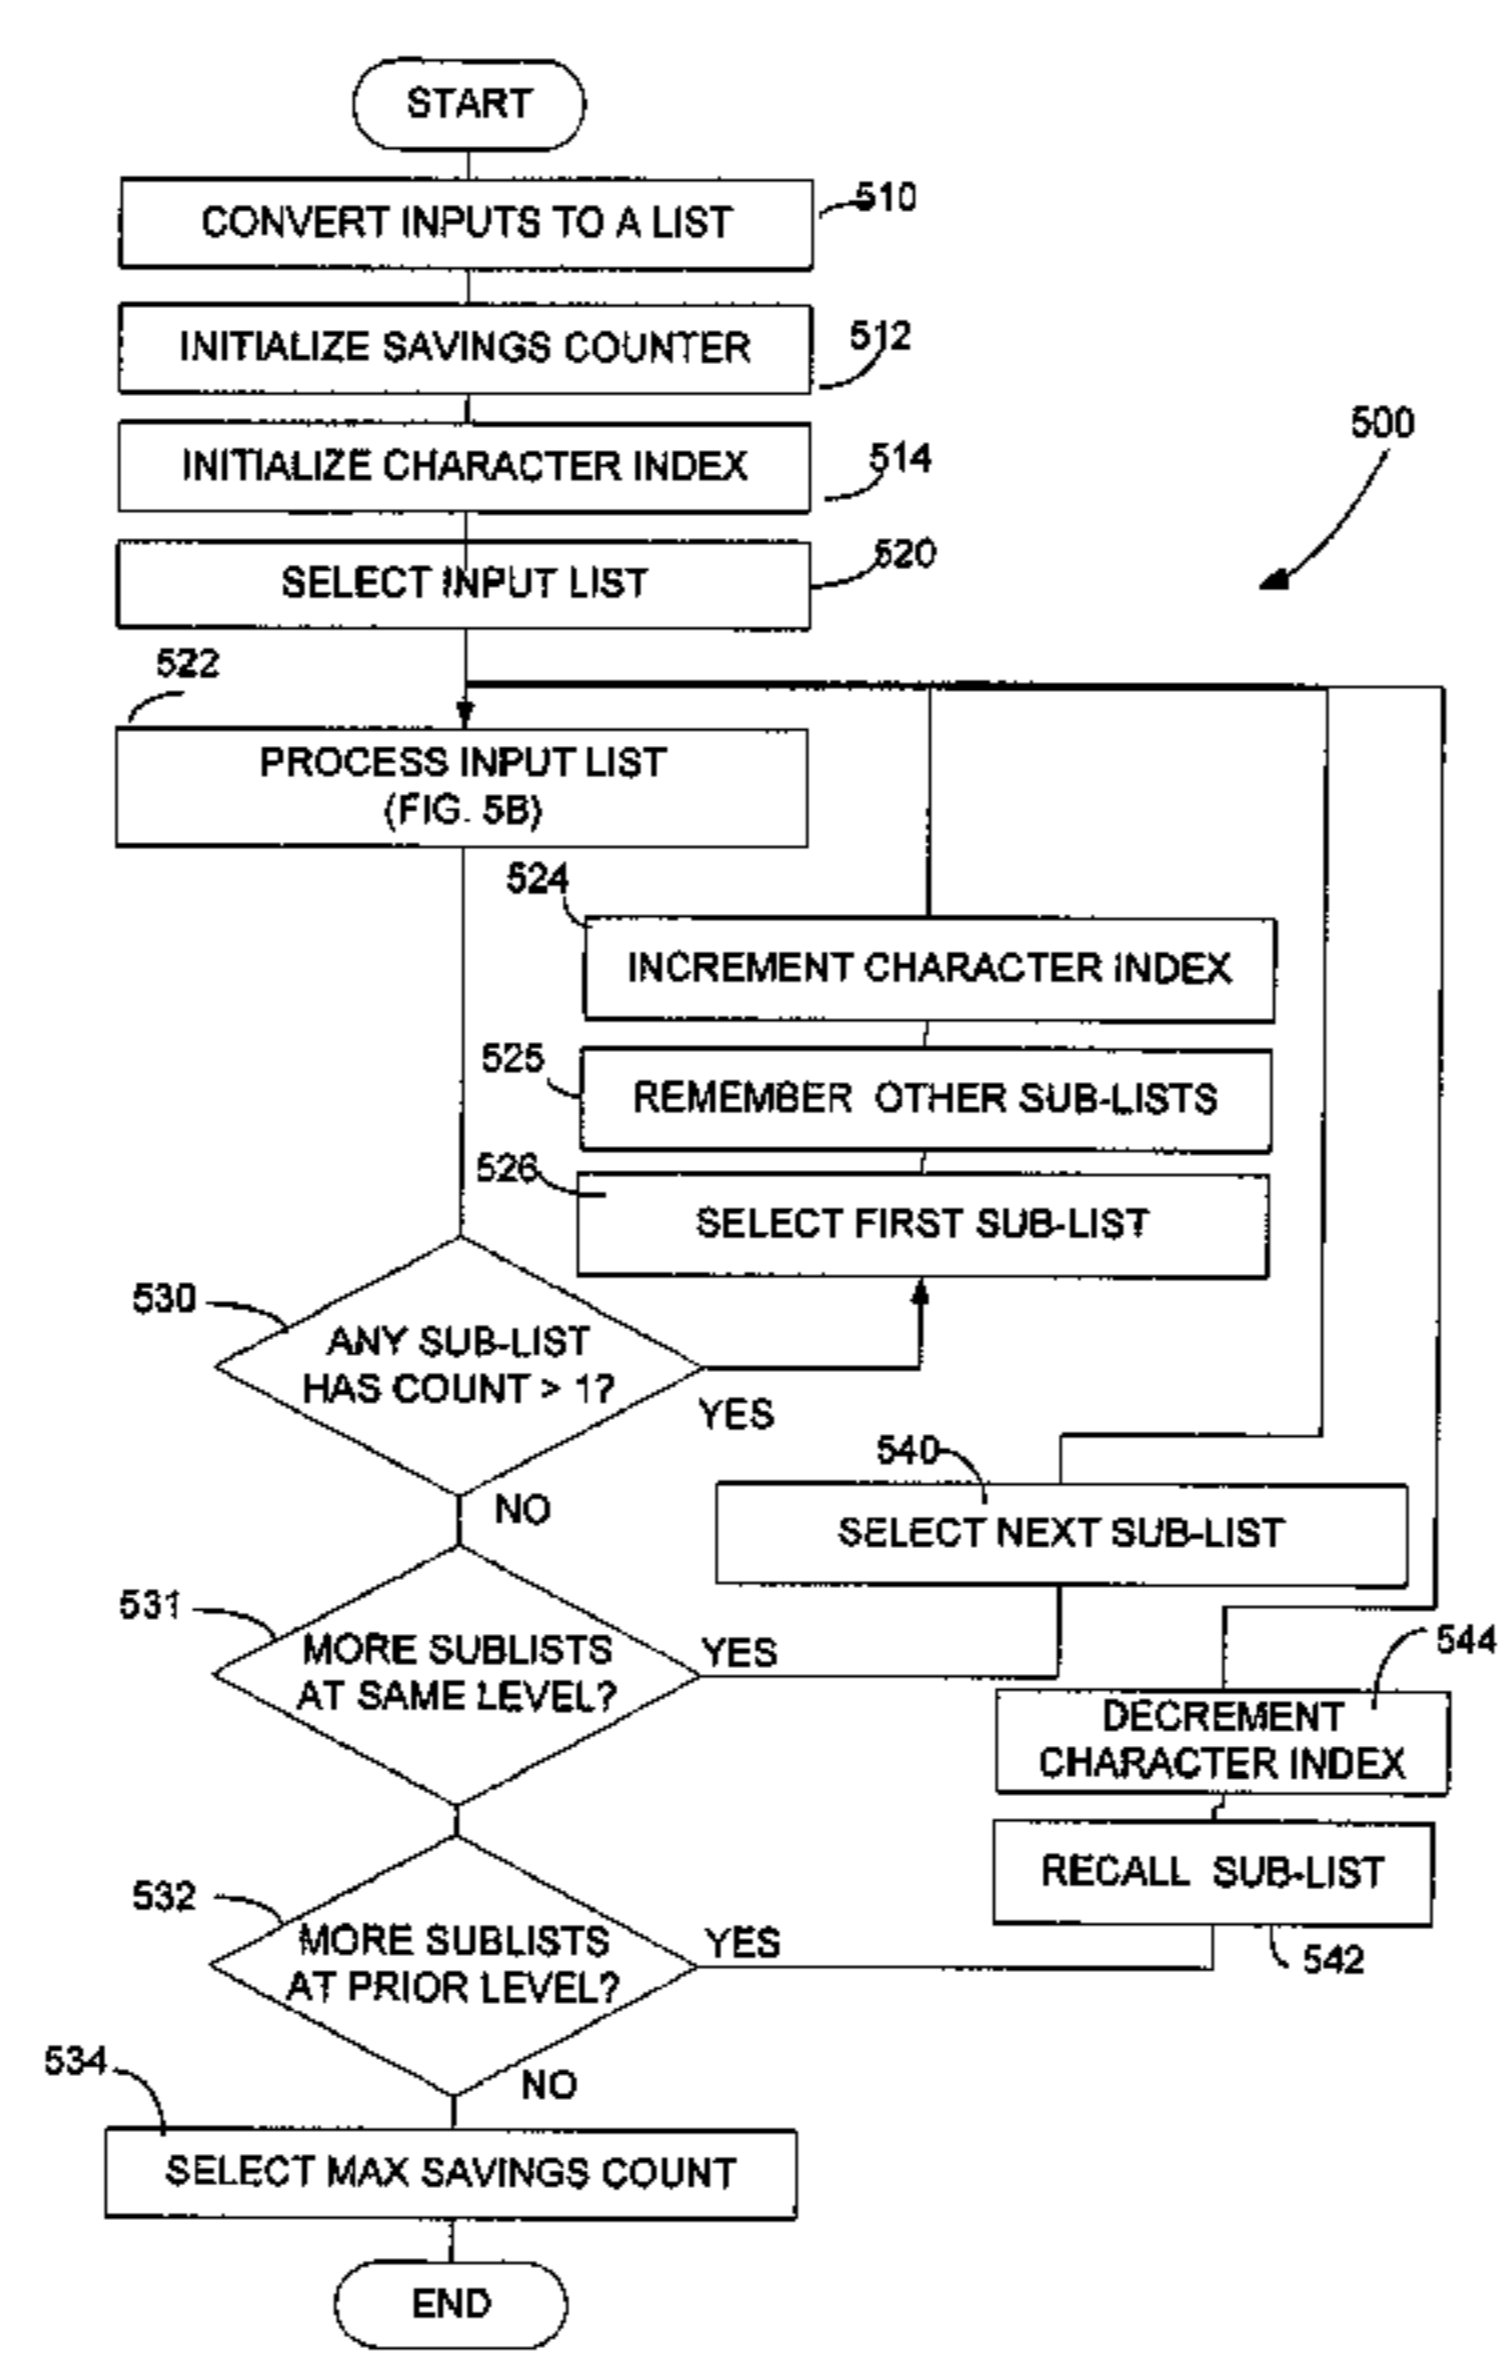 START
CONVERT INPUTS TO A LIST
510
INITIALIZE SAVINGS COUNTER
512
INITIALIZE CHARACTER INDEX
514
500
SELECT INPUT LIST
520
522
PROCESS INPUT LIST
(FIG. 5B)
524
INCREMENT CHARACTER INDEX
525
REMEMBER OTHER SUB-LISTS
526
SELECT FIRST SUB-LIST
530
ANY SUB-LIST
HAS COUNT > 1?
YES
NO
540
SELECT NEXT SUB-LIST
531
MORE SUBLISTS
AT SAME LEVEL?
YES
544
DECREMENT
CHARACTER INDEX
RECALL SUB-LIST
542
532
MORE SUBLISTS
AT PRIOR LEVEL?
YES
NO
534
SELECT MAX SAVINGS COUNT
END